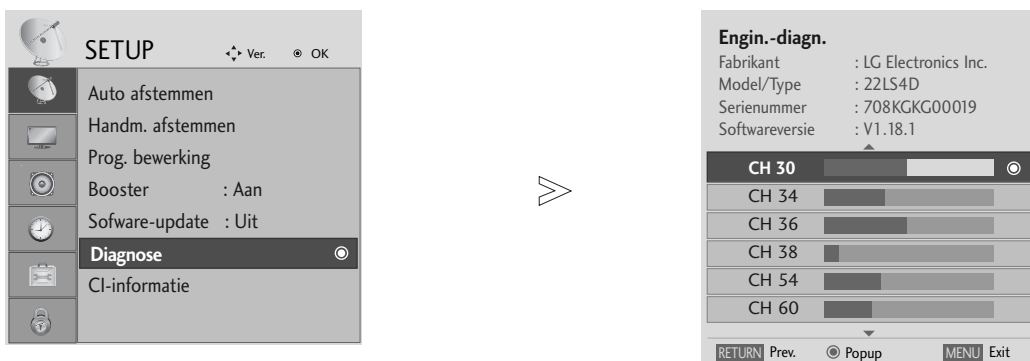 SETUP Ver. OK
Auto afstemmen
Handm. afstemmen
Prog. bewerking
Booster : Aan
Sofware-update : Uit
Diagnose
CI-informatie
Engin.-diagn.
Fabrikant : LG Electronics Inc.
Model/Type : 22LS4D
Serienummer : 708KGKG00019
Softwareversie : V1.18.1
CH 30
CH 34
CH 36
CH 38
CH 54
CH 60
RETURN Prev. Popup MENU Exit